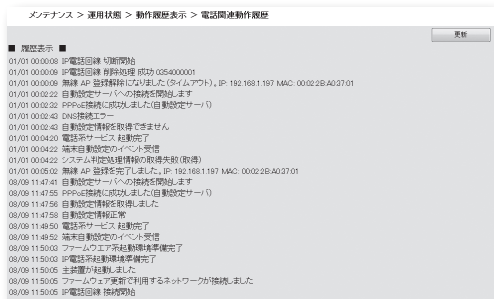 メンテナンス > 運用状態 > 動作履歴表示 > 電話関連動作履歴
更新
■ 履歴表示 ■
01/01 00:00:08 IP電話回線 切断開始
01/01 00:00:09 IP電話回線 削除処理 成功 0354000001
01/01 00:00:09 無線 AP 登録解除になりました(タイムアウト)。IP: 192.168.1.197 MAC: 00:02:2B:A0:37:01
01/01 00:02:22 自動設定サーバへの接続を開始します
01/01 00:02:32 PPPoE接続に成功しました(自動設定サーバ)
01/01 00:02:43 DNS接続エラー
01/01 00:02:43 自動設定情報を取得できません
01/01 00:04:20 電話系サービス 起動完了
01/01 00:04:22 端末自動設定のイベント受信
01/01 00:04:22 システム判定処理情報の取得失敗(取得)
01/01 00:05:02 無線 AP 登録を完了しました。IP: 192.168.1.197 MAC: 00:02:2B:A0:37:01
08/09 11:47:41 自動設定サーバへの接続を開始します
08/09 11:47:55 PPPoE接続に成功しました(自動設定サーバ)
08/09 11:47:56 自動設定情報を取得しました
08/09 11:47:58 自動設定情報正常
08/09 11:49:50 電話系サービス 起動完了
08/09 11:49:52 端末自動設定のイベント受信
08/09 11:50:03 ファームウエア系起動環境準備完了
08/09 11:50:03 IP電話系起動環境準備完了
08/09 11:50:05 主装置が起動しました
08/09 11:50:05 ファームウェア更新で利用するネットワークが接続しました
08/09 11:50:05 IP電話回線 接続開始